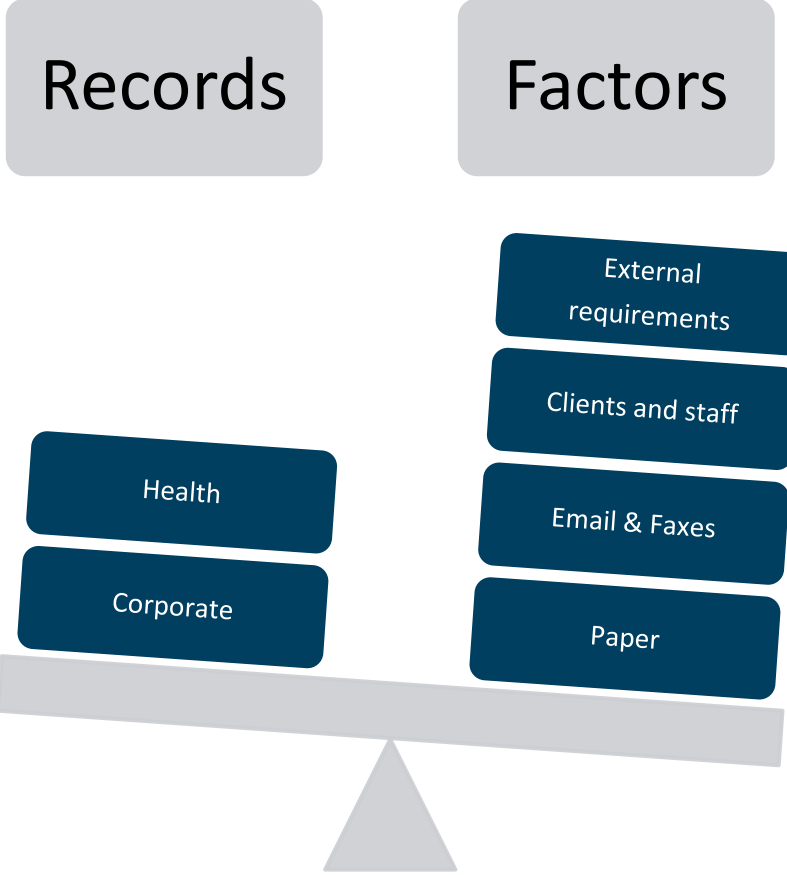 Records
Factors
External
requirements
Clients and staff
Email & Faxes
Paper
Health
Corporate